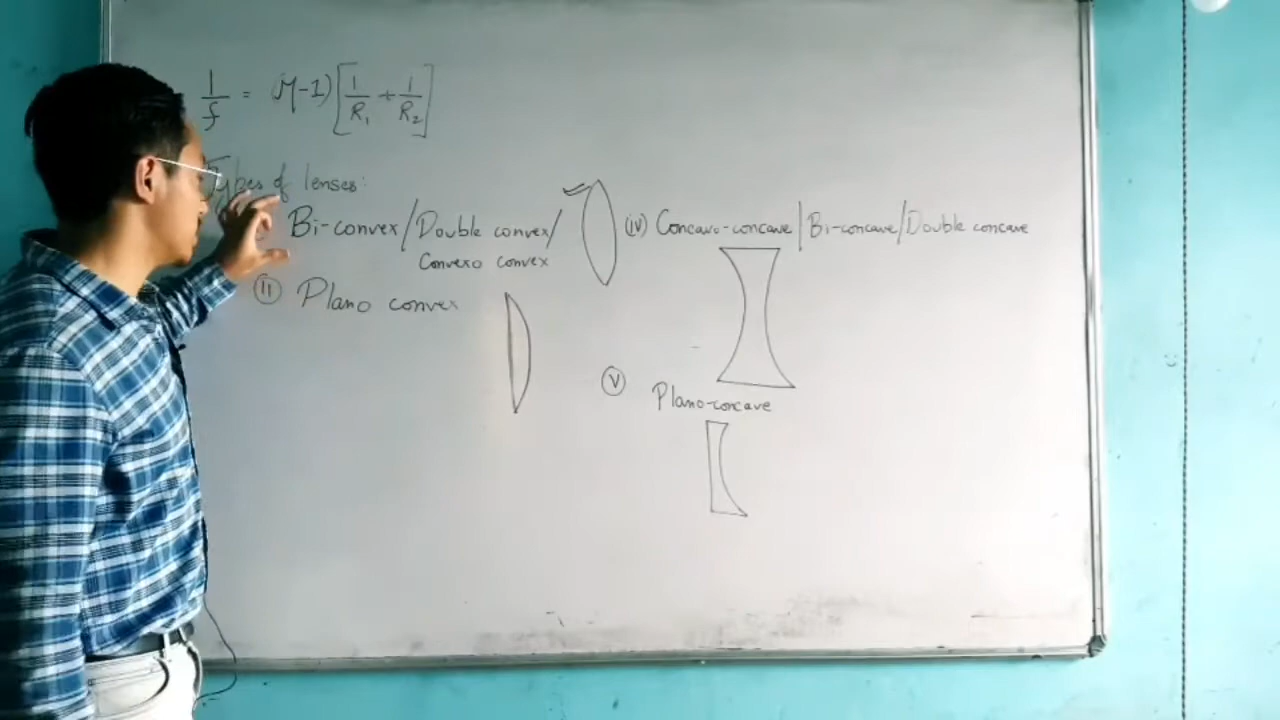 1/f = (μ-1)[1/R₁ + 1/R₂]
Types of lenses:
Bi-convex/Double convex/
Convexo convex
(ii) Plano convex
(iv) Concavo-concave|Bi-concave/Double concave
(v) Plano-concave